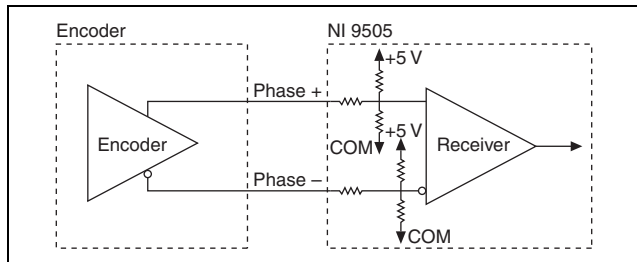 Encoder
NI 9505
+5 V
Phase +
Encoder
+5 V
COM
Receiver
Phase –
COM